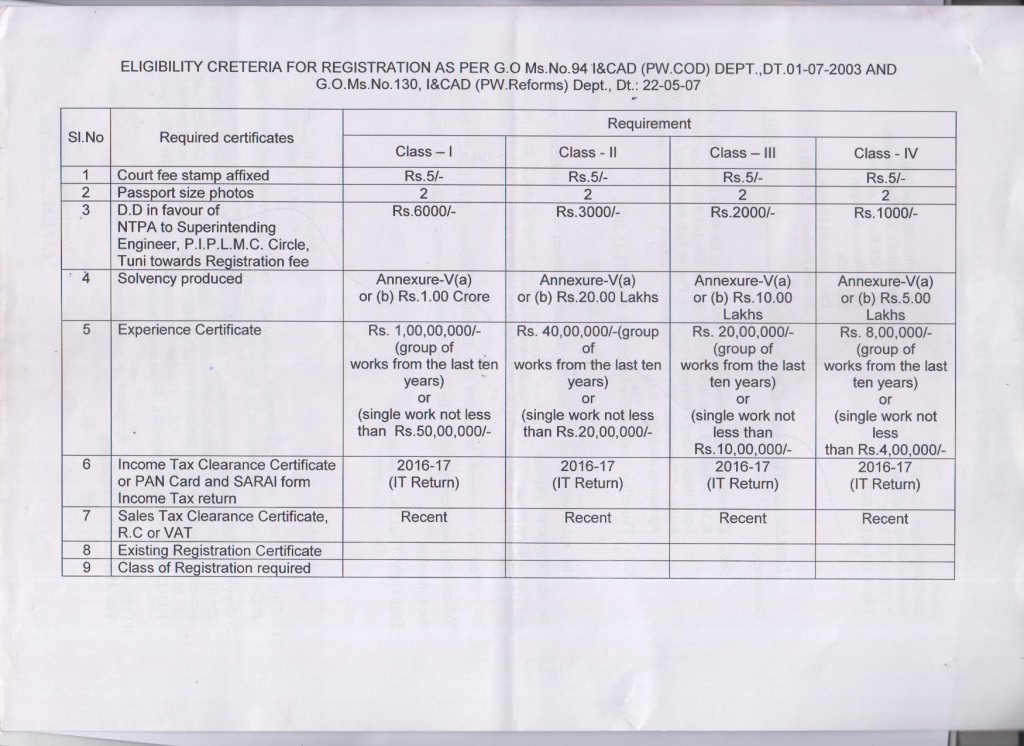 ELIGIBILITY CRETERIA FOR REGISTRATION AS PER G.O Ms.No.94 I&CAD (PW.COD) DEPT.,DT.01-07-2003 AND
G.O.Ms.No.130, I&CAD (PW.Reforms) Dept., Dt.: 22-05-07
Sl.No Required certificates Requirement
Class – I Class - II Class – III Class - IV
1 Court fee stamp affixed Rs.5/- Rs.5/- Rs.5/- Rs.5/-
2 Passport size photos 2 2 2 2
3 D.D in favour of Rs.6000/- Rs.3000/- Rs.2000/- Rs.1000/-
NTPA to Superintending
Engineer, P.I.P.L.M.C. Circle,
Tuni towards Registration fee
4 Solvency produced Annexure-V(a) Annexure-V(a) Annexure-V(a) Annexure-V(a)
or (b) Rs.1.00 Crore or (b) Rs.20.00 Lakhs or (b) Rs.10.00 or (b) Rs.5.00
Lakhs Lakhs
5 Experience Certificate Rs. 1,00,00,000/- Rs. 40,00,000/-(group Rs. 20,00,000/- Rs. 8,00,000/-
(group of of (group of (group of
works from the last ten works from the last ten works from the last works from the last
years) years) ten years) ten years)
or or or or
(single work not less (single work not less (single work not (single work not
than Rs.50,00,000/- than Rs.20,00,000/- less than less
Rs.10,00,000/- than Rs.4,00,000/-
6 Income Tax Clearance Certificate 2016-17 2016-17 2016-17 2016-17
or PAN Card and SARAI form (IT Return) (IT Return) (IT Return) (IT Return)
Income Tax return
7 Sales Tax Clearance Certificate, Recent Recent Recent Recent
R.C or VAT
8 Existing Registration Certificate
9 Class of Registration required